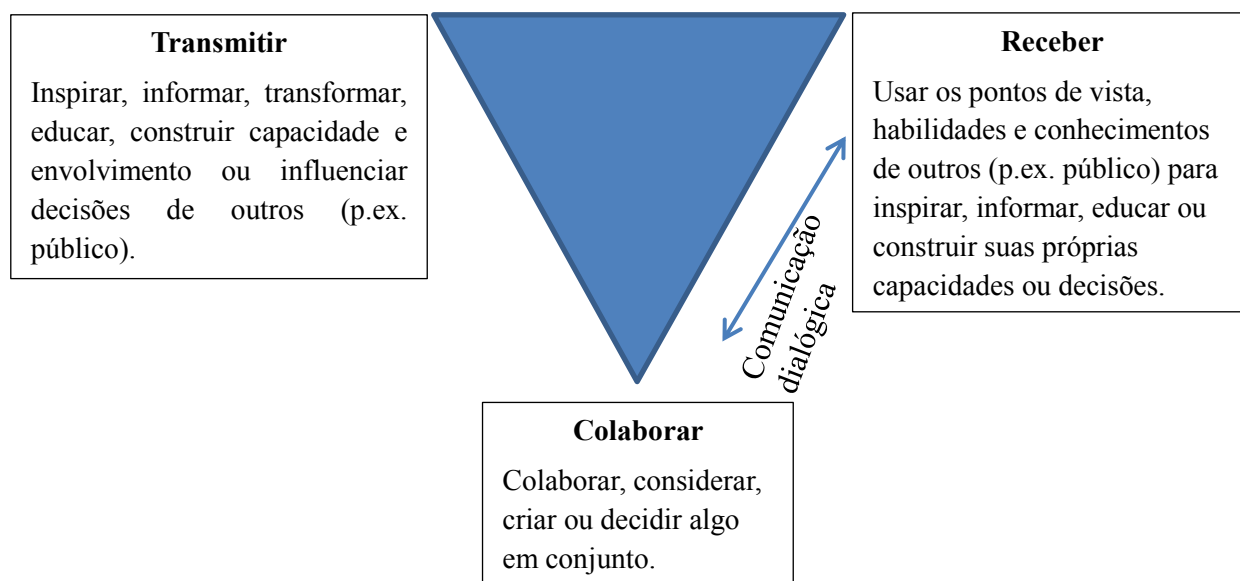 Transmitir
Inspirar, informar, transformar,
educar, construir capacidade e
envolvimento ou influenciar
decisões de outros (p.ex.
público).
Receber
Usar os pontos de vista,
habilidades e conhecimentos
de outros (p.ex. público) para
inspirar, informar, educar ou
construir suas próprias
capacidades ou decisões.
Comunicação
dialógica
Colaborar
Colaborar, considerar,
criar ou decidir algo
em conjunto.